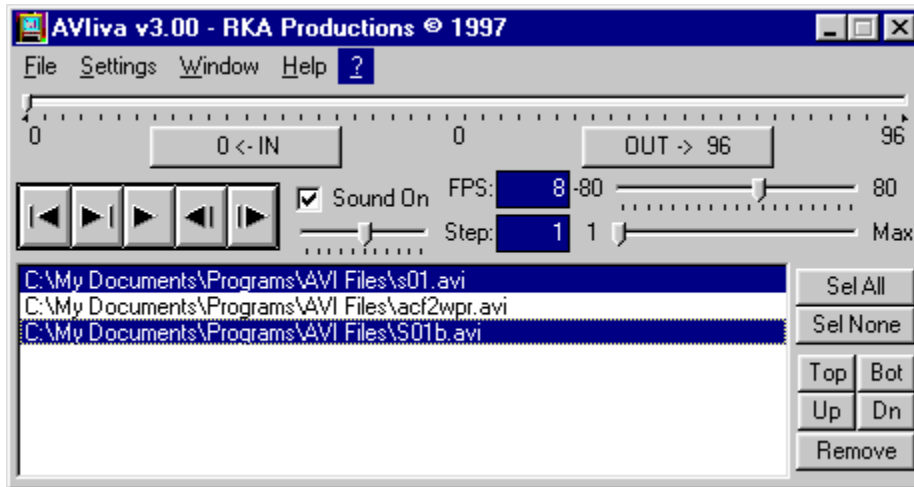 AVIiva v3.00 - RKA Productions © 1997
File Settings Window Help ?
0 0 96
0 <- IN OUT -> 96
Sound On FPS: 8 -80 80
Step: 1 1 Max
C:\My Documents\Programs\AVI Files\s01.avi
C:\My Documents\Programs\AVI Files\acf2wpr.avi
C:\My Documents\Programs\AVI Files\S01b.avi
Sel All
Sel None
Top Bot
Up Dn
Remove